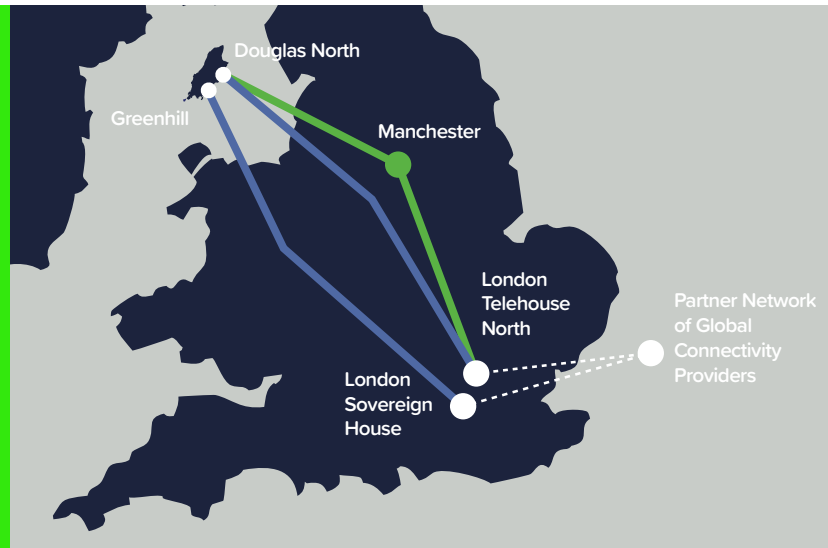 Douglas North
Greenhill
Manchester
London
Telehouse
North
Partner Network
of Global
Connectivity
Providers
London
Sovereign
House